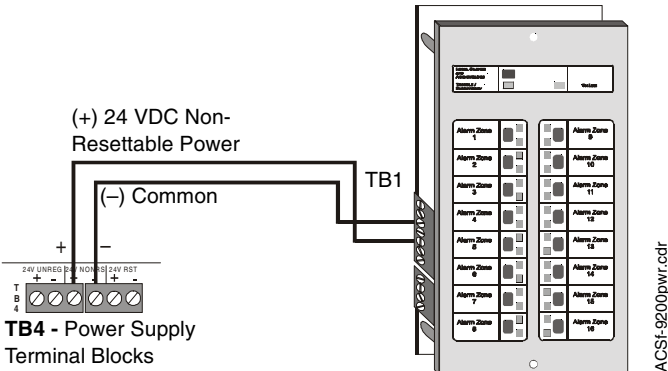 (+) 24 VDC Non-
Resettable Power
TB1
(–) Common
+ –
24V UNREG 24V NONRS 24V RST
+ - + - + -
T
B
4
TB4 - Power Supply
Terminal Blocks
Alarm Zone
1
Alarm Zone
2
Alarm Zone
3
Alarm Zone
4
Alarm Zone
5
Alarm Zone
6
Alarm Zone
7
Alarm Zone
8
Alarm Zone
9
Alarm Zone
10
Alarm Zone
11
Alarm Zone
12
Alarm Zone
13
Alarm Zone
14
Alarm Zone
15
Alarm Zone
16
ACSf-9200pwr.cdr